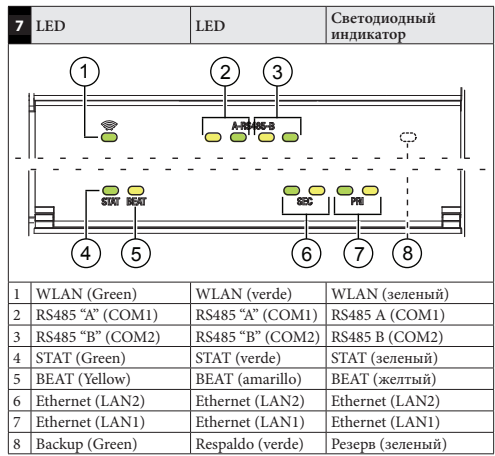 7 LED LED Светодиодный
индикатор
1 2 3
A-RS485-B
STAT BEAT SEC PRI
4 5 6 7 8
1 WLAN (Green) WLAN (verde) WLAN (зеленый)
2 RS485 “A” (COM1) RS485 “A” (COM1) RS485 A (COM1)
3 RS485 “B” (COM2) RS485 “B” (COM2) RS485 B (COM2)
4 STAT (Green) STAT (verde) STAT (зеленый)
5 BEAT (Yellow) BEAT (amarillo) BEAT (желтый)
6 Ethernet (LAN2) Ethernet (LAN2) Ethernet (LAN2)
7 Ethernet (LAN1) Ethernet (LAN1) Ethernet (LAN1)
8 Backup (Green) Respaldo (verde) Резерв (зеленый)